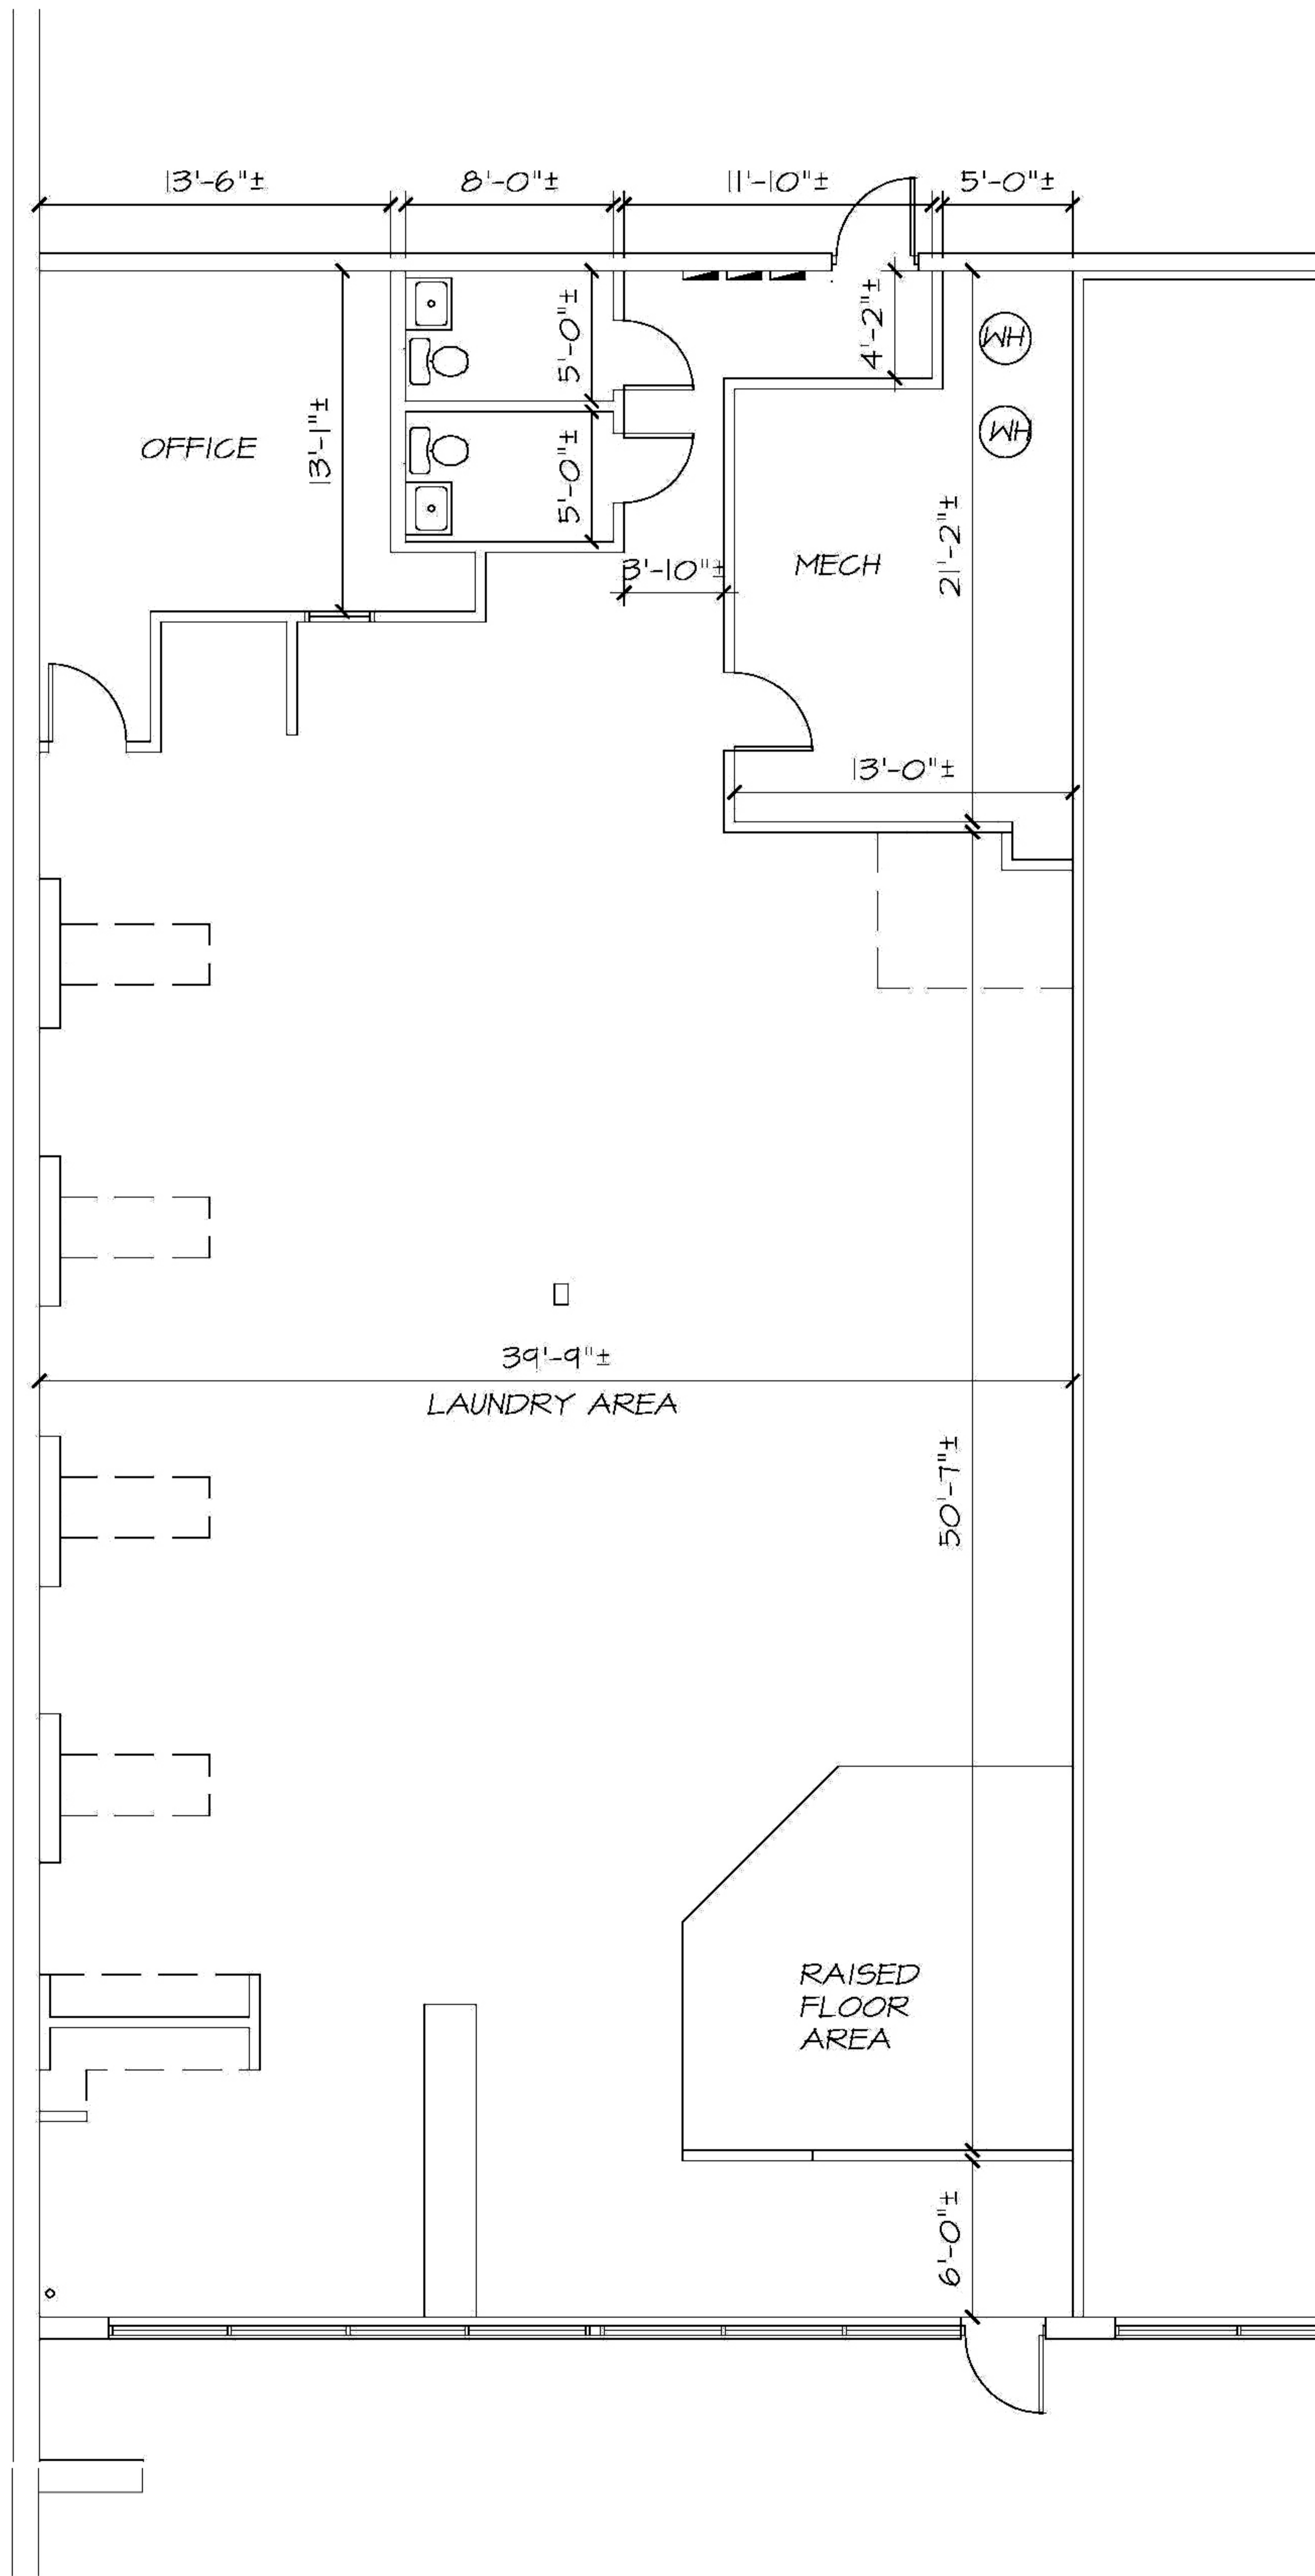 13'-6"±
8'-0"±
11'-10"±
5'-0"±
4'-2"±
5'-0"±
WH
13'-1"±
OFFICE
WH
5'-0"±
21'-2"±
3'-10"±
MECH
13'-0"±
39'-9"±
LAUNDRY AREA
50'-7"±
RAISED
FLOOR
AREA
6'-0"±